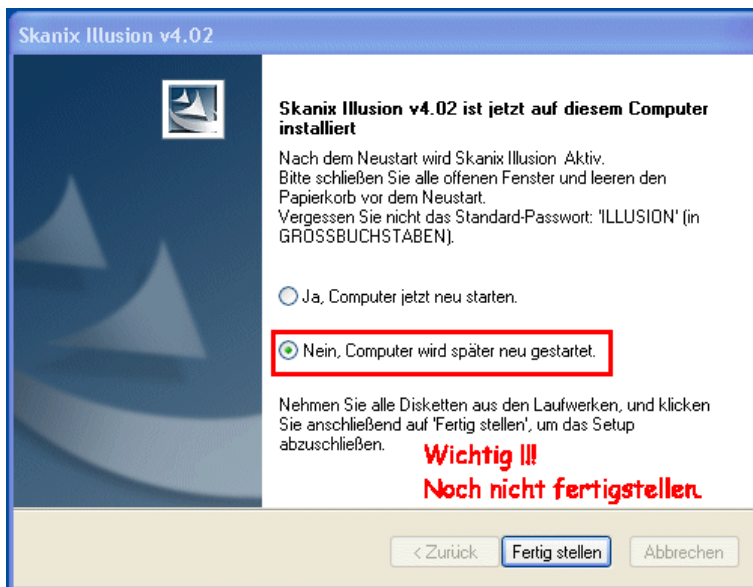 Skanix Illusion v4.02
Skanix Illusion v4.02 ist jetzt auf diesem Computer
installiert
Nach dem Neustart wird Skanix Illusion Aktiv.
Bitte schließen Sie alle offenen Fenster und leeren den
Papierkorb vor dem Neustart.
Vergessen Sie nicht das Standard-Passwort: 'ILLUSION' (in
GROSSBUCHSTABEN).
Ja, Computer jetzt neu starten.
Nein, Computer wird später neu gestartet.
Nehmen Sie alle Disketten aus den Laufwerken, und klicken
Sie anschließend auf 'Fertig stellen', um das Setup
abzuschließen.
Wichtig !!!
Noch nicht fertigstellen.
< Zurück
Fertig stellen
Abbrechen